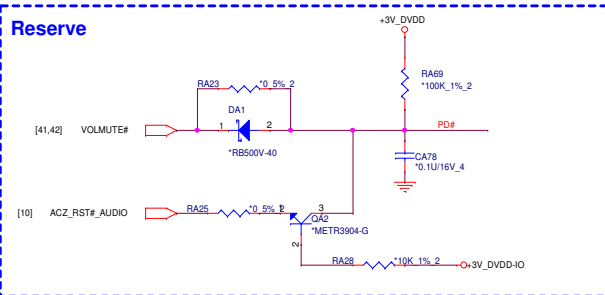 Reserve
+3V_DVDD
RA23 *0_5%_2
RA69
*100K_1%_2
DA1
[41,42] VOLMUTE# 1 2 PD#
*RB500V-40
CA78
*0.1U/16V_4
[10] ACZ_RST#_AUDIO RA25 *0_5%_2 1 3
QA2
*METR3904-G
2
RA28 *10K_1%_2 +3V_DVDD-IO